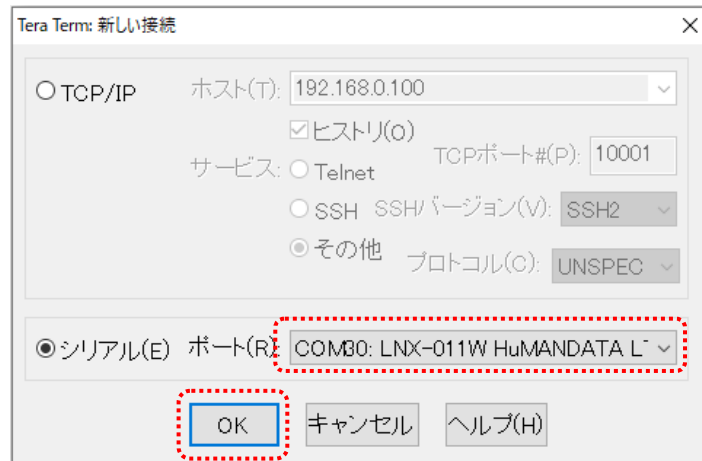 Tera Term: 新しい接続
TCP/IP ホスト(T): 192.168.0.100
ヒストリ(O)
サービス: Telnet TCPポート#(P): 10001
SSH SSHバージョン(V): SSH2
その他 プロトコル(C): UNSPEC
シリアル(E) ポート(R): COM30: LNX-011W HuMANDATA LT
OK キャンセル ヘルプ(H)